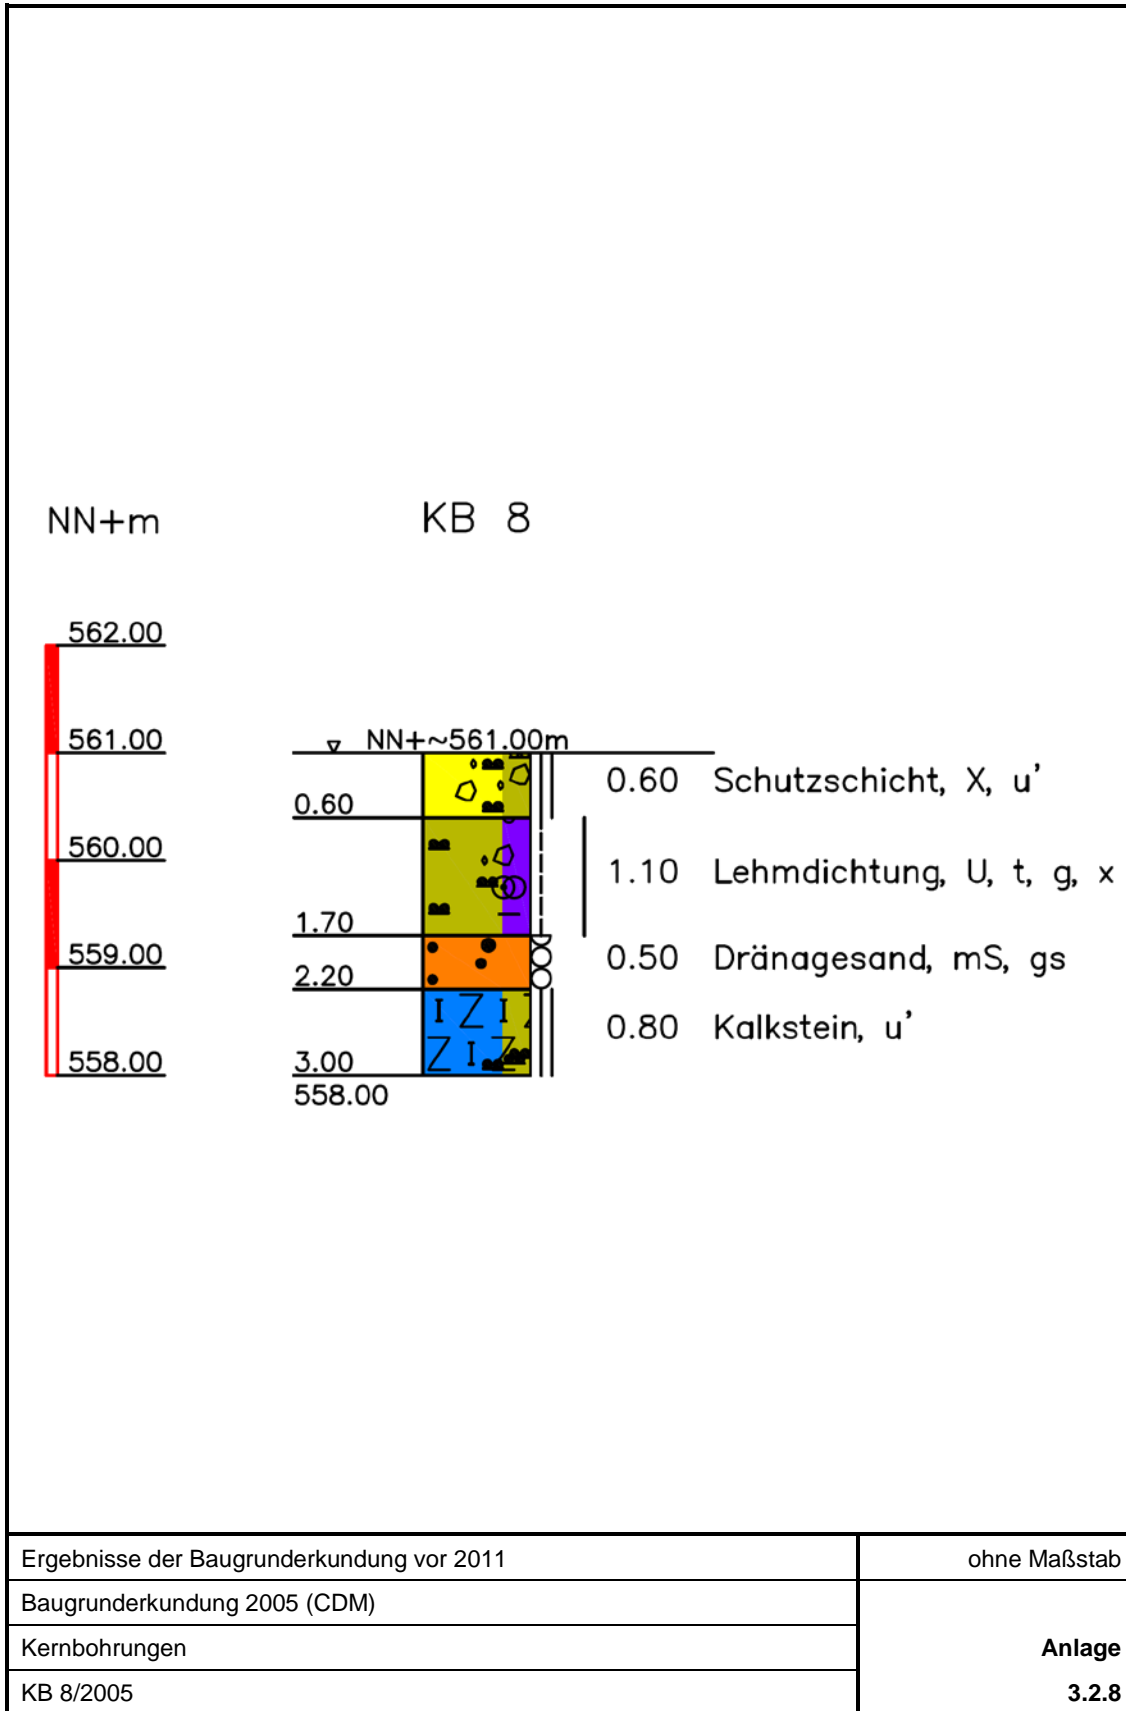 NN+m
KB 8
562.00
561.00
NN+~561.00m
0.60 Schutzschicht, X, u'
0.60
560.00
1.10 Lehmdichtung, U, t, g, x
1.70
559.00
0.50 Dränagesand, mS, gs
2.20
0.80 Kalkstein, u'
558.00
3.00
558.00
Ergebnisse der Baugrunderkundung vor 2011
ohne Maßstab
Baugrunderkundung 2005 (CDM)
Kernbohrungen
Anlage
KB 8/2005
3.2.8